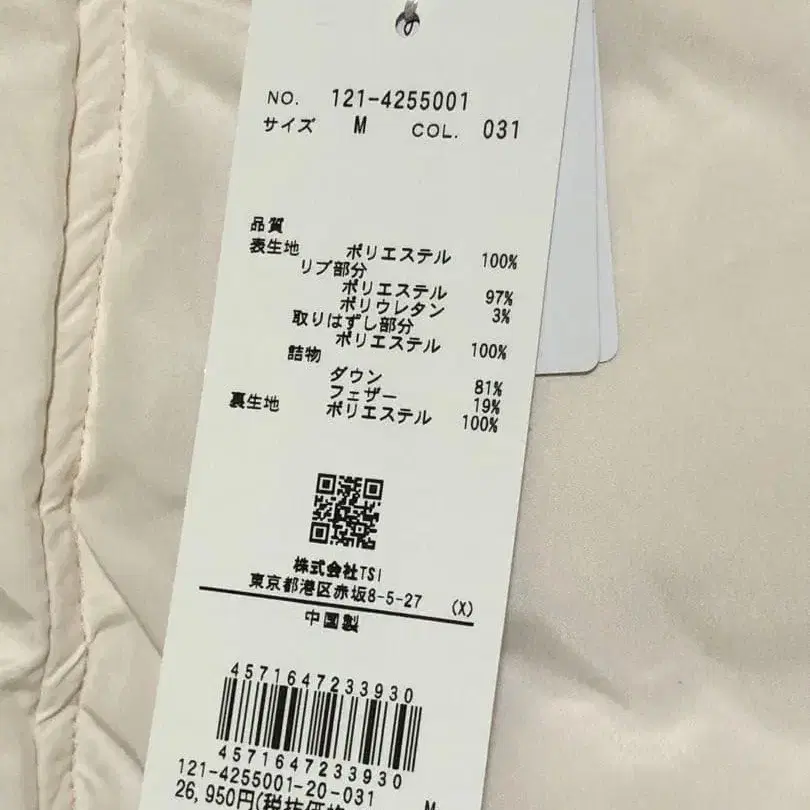 NO. 121-4255001
サイズ M COL. 031
品質
表生地 ポリエステル 100%
リブ部分
ポリエステル 97%
ポリウレタン 3%
取りはずし部分
ポリエステル 100%
詰物
ダウン 81%
フェザー 19%
裏生地 ポリエステル 100%
株式会社TSI
東京都港区赤坂8-5-27 (X)
中国製
4571647233930
4571647233930
121-4255001-20-031 M
26,950円(税抜価